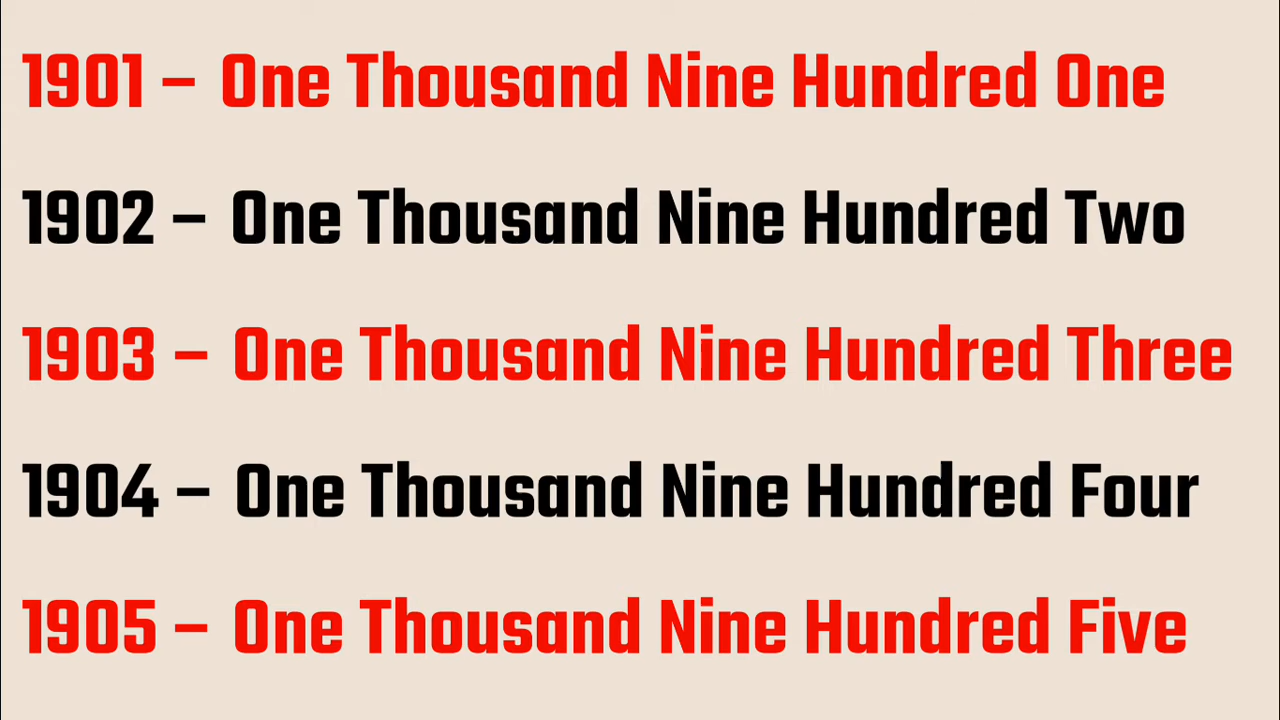 1901 – One Thousand Nine Hundred One
1902 – One Thousand Nine Hundred Two
1903 – One Thousand Nine Hundred Three
1904 – One Thousand Nine Hundred Four
1905 – One Thousand Nine Hundred Five